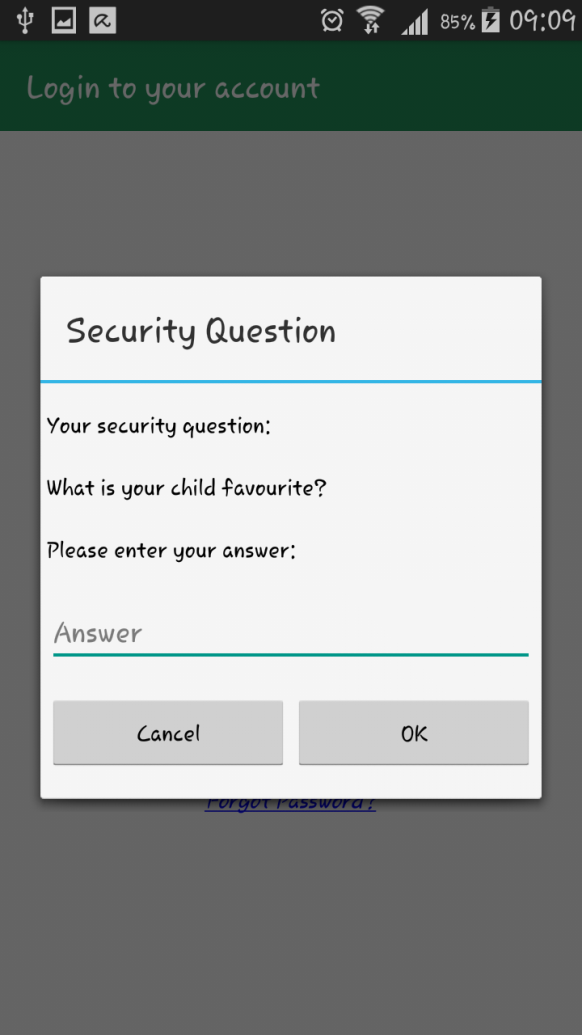 85% 09:09
Login to your account
Security Question
Your security question:
What is your child favourite?
Please enter your answer:
Answer
Cancel OK
Forgot Password?